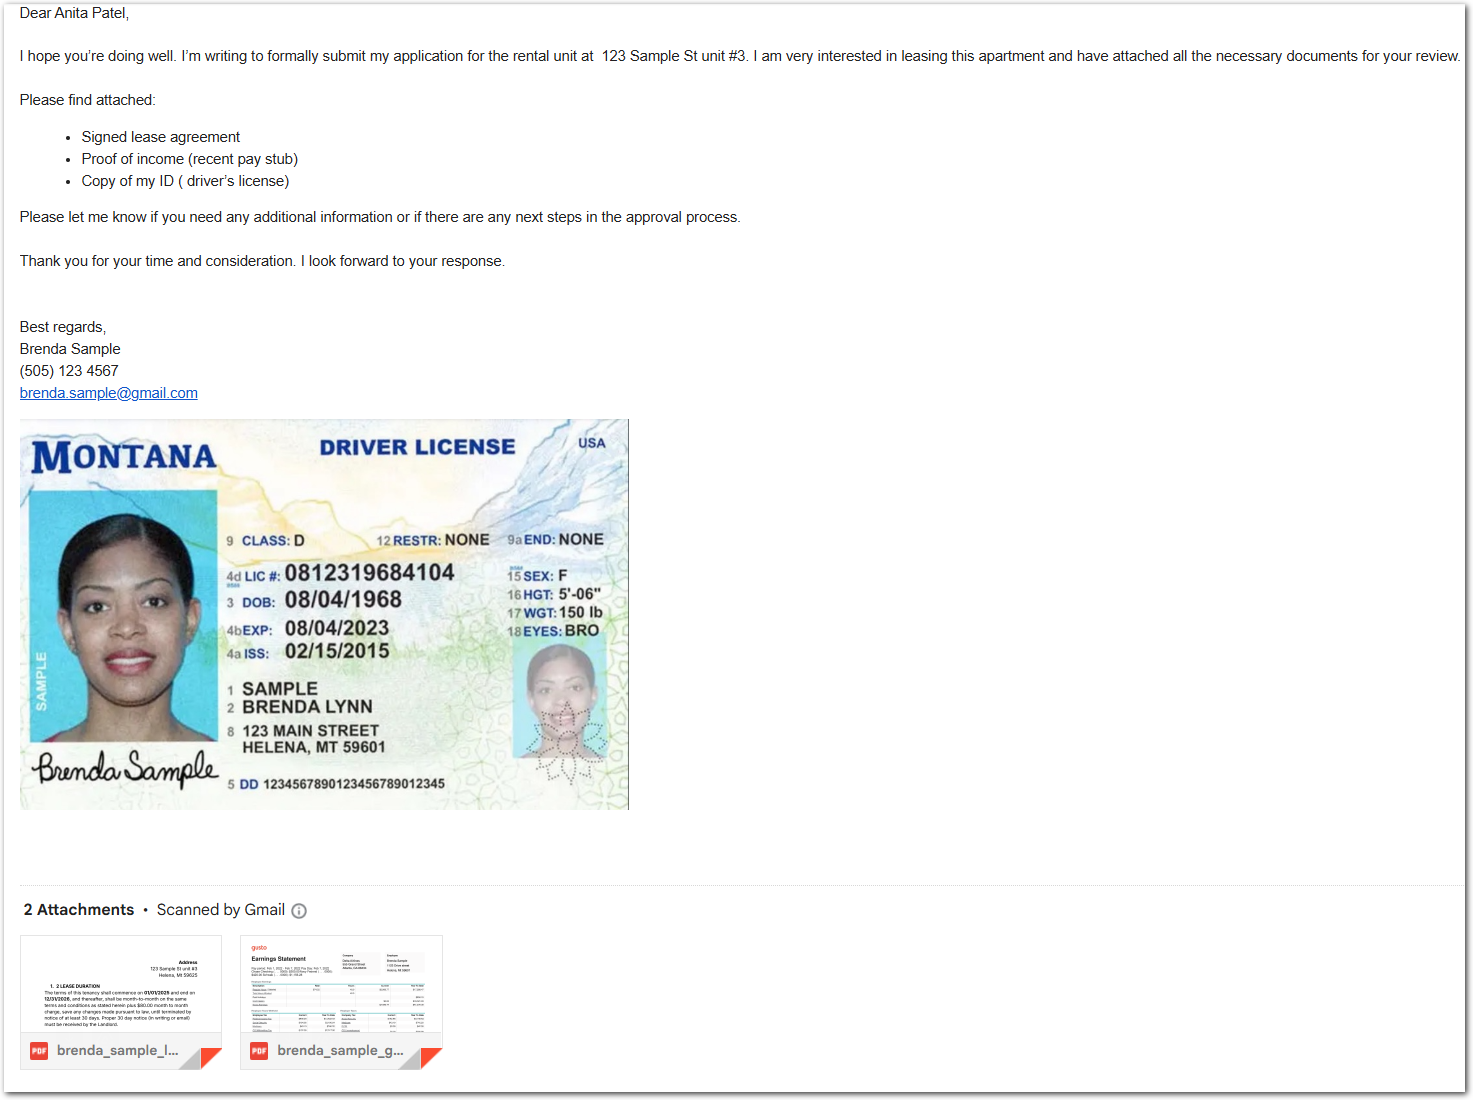 Dear Anita Patel,
I hope you're doing well. I'm writing to formally submit my application for the rental unit at  123 Sample St unit #3. I am very interested in leasing this apartment and have attached all the necessary documents for your review.
Please find attached:
• Signed lease agreement
• Proof of income (recent pay stub)
• Copy of my ID ( driver's license)
Please let me know if you need any additional information or if there are any next steps in the approval process.
Thank you for your time and consideration. I look forward to your response.
Best regards,
Brenda Sample
(505) 123 4567
brenda.sample@gmail.com
MONTANA
DRIVER LICENSE
USA
9 CLASS: D
12 RESTR: NONE
9a END: NONE
4d LIC #: 0812319684104
3 DOB: 08/04/1968
4b EXP: 08/04/2023
4a ISS: 02/15/2015
15 SEX: F
16 HGT: 5'-06"
17 WGT: 150 lb
18 EYES: BRO
SAMPLE
1 SAMPLE
2 BRENDA LYNN
8 123 MAIN STREET
HELENA, MT 59601
Brenda Sample
5 DD 1234567890123456789012345
2 Attachments • Scanned by Gmail
Address
123 Sample St unit #3
Helena, Mt 59625
1. 2 LEASE DURATION
The terms of this tenancy shall commence on 01/01/2025 and end on
12/31/2026, and thereafter, shall be month-to-month on the same
terms and conditions as stated herein plus $80.00 month to month
charge, save any changes made pursuant to law, until terminated by
notice of at least 30 days. Proper 30 day notice (in writing or email)
must be received by the Landlord.
PDF brenda_sample_l...
gusto
Earnings Statement
Company
Employee
Brenda Sample
PDF brenda_sample_g...